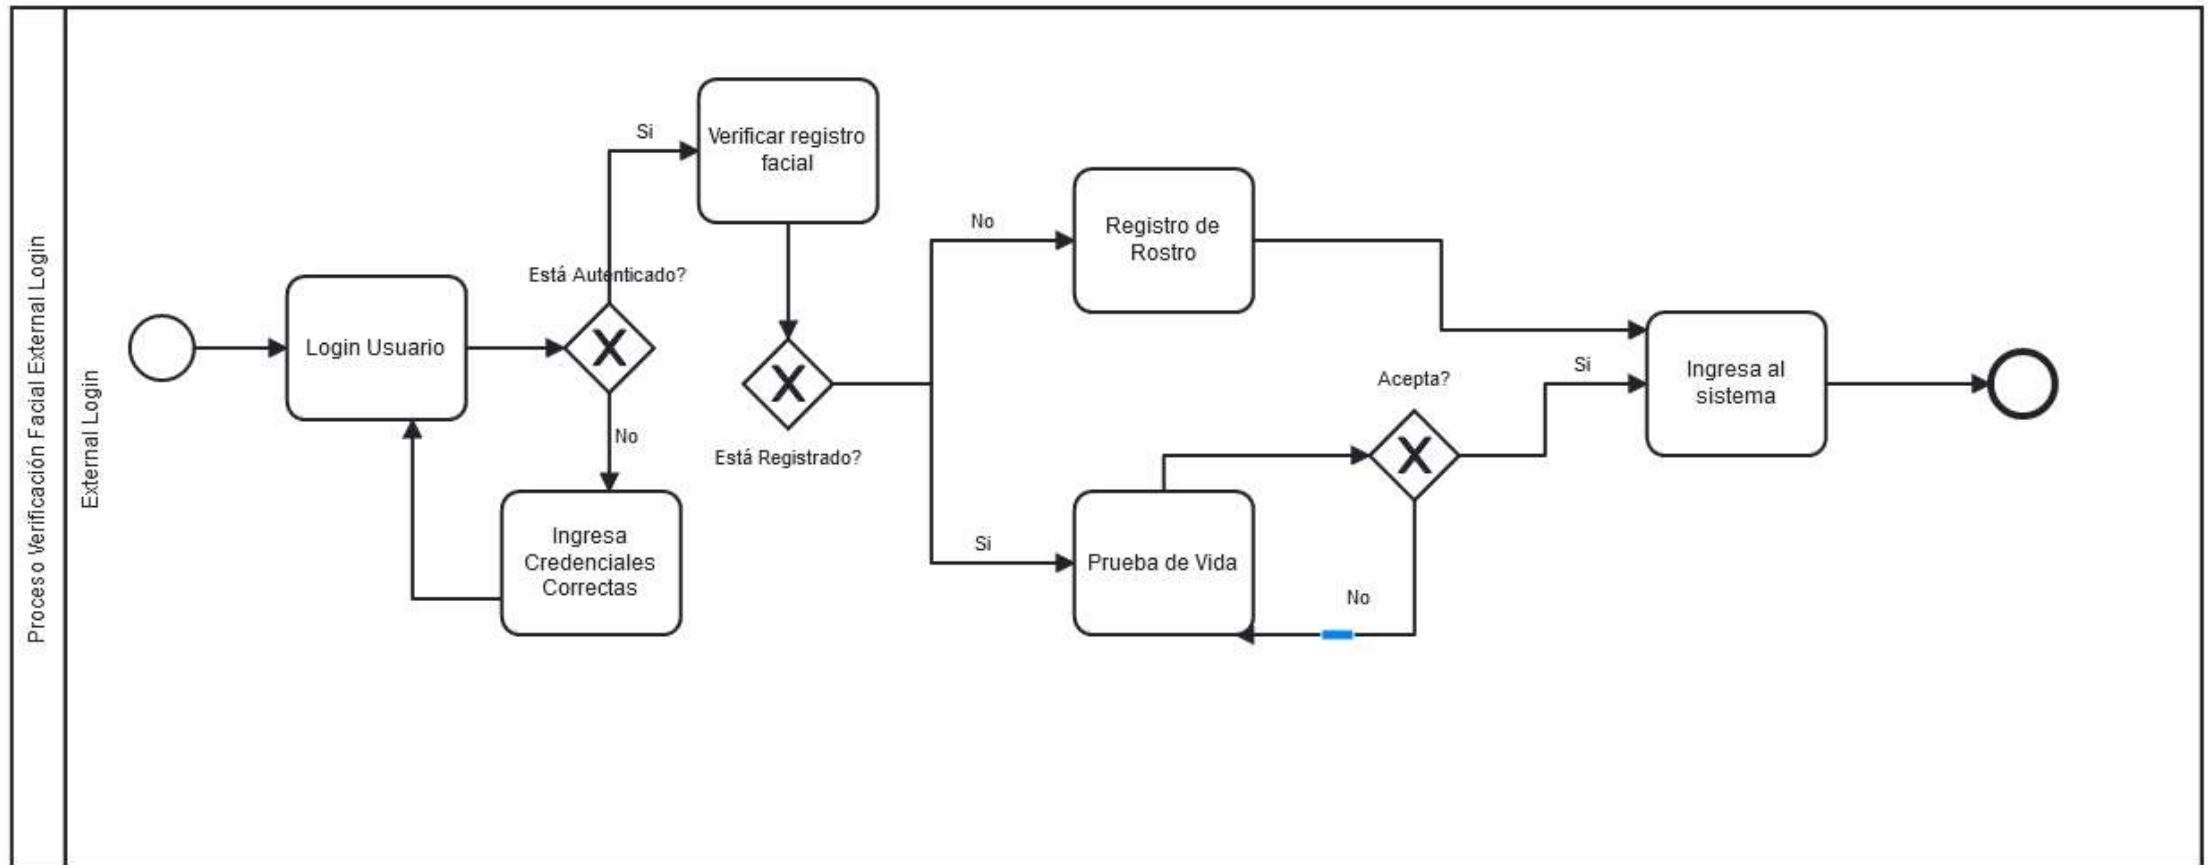 Proceso Verificación Facial External Login
External Login
Login Usuario
Está Autenticado?
Si
No
Ingresa
Credenciales
Correctas
Verificar registro
facial
Está Registrado?
No
Si
Registro de
Rostro
Prueba de Vida
Acepta?
Si
No
Ingresa al
sistema